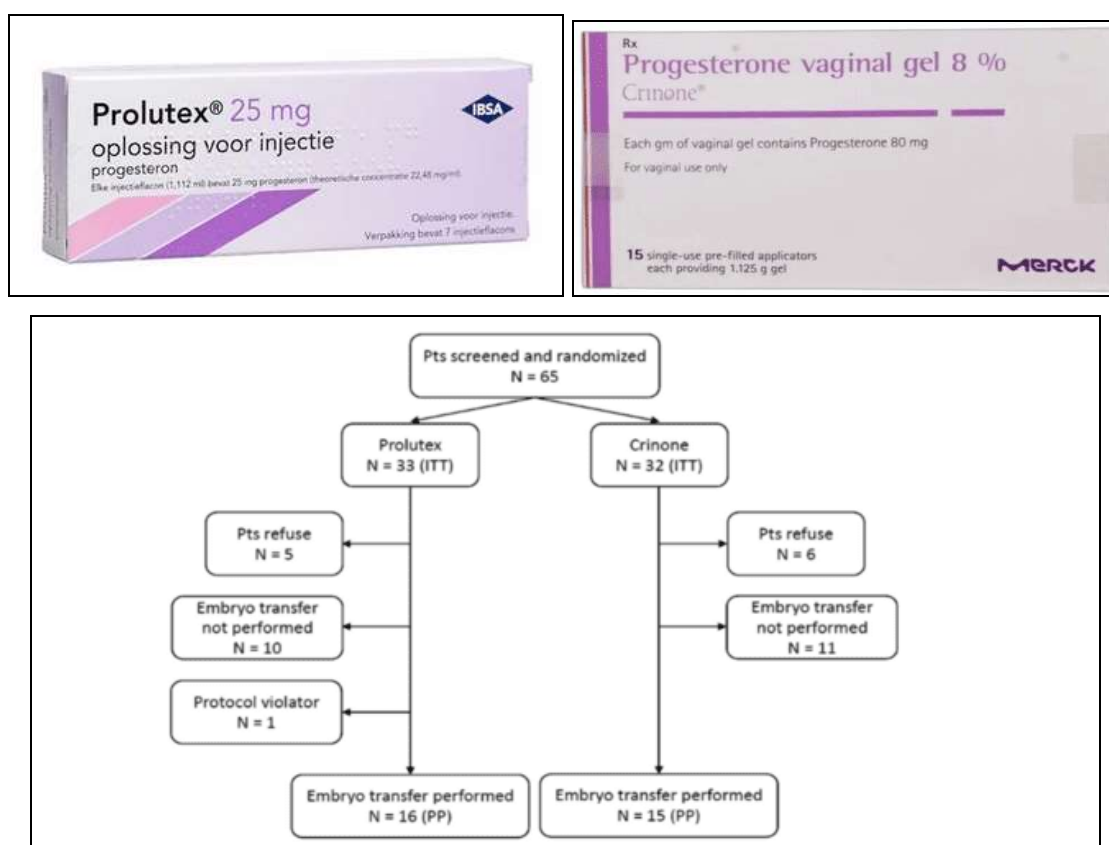 Prolutex® 25 mg
oplossing voor injectie
progesteron
Elke injectieflacon (1,112 ml) bevat 25 mg progesteron (theoretische concentratie 22,48 mg/ml)
IBSA
Oplossing voor injectie.
Verpakking bevat 7 injectieflacons
Rx
Progesterone vaginal gel 8 %
Crinone®
Each gm of vaginal gel contains Progesterone 80 mg
For vaginal use only
15 single-use pre-filled applicators
each providing 1.125 g gel
MERCK
Pts screened and randomized
N = 65
Prolutex
N = 33 (ITT)
Crinone
N = 32 (ITT)
Pts refuse
N = 5
Pts refuse
N = 6
Embryo transfer
not performed
N = 10
Embryo transfer
not performed
N = 11
Protocol violator
N = 1
Embryo transfer performed
N = 16 (PP)
Embryo transfer performed
N = 15 (PP)